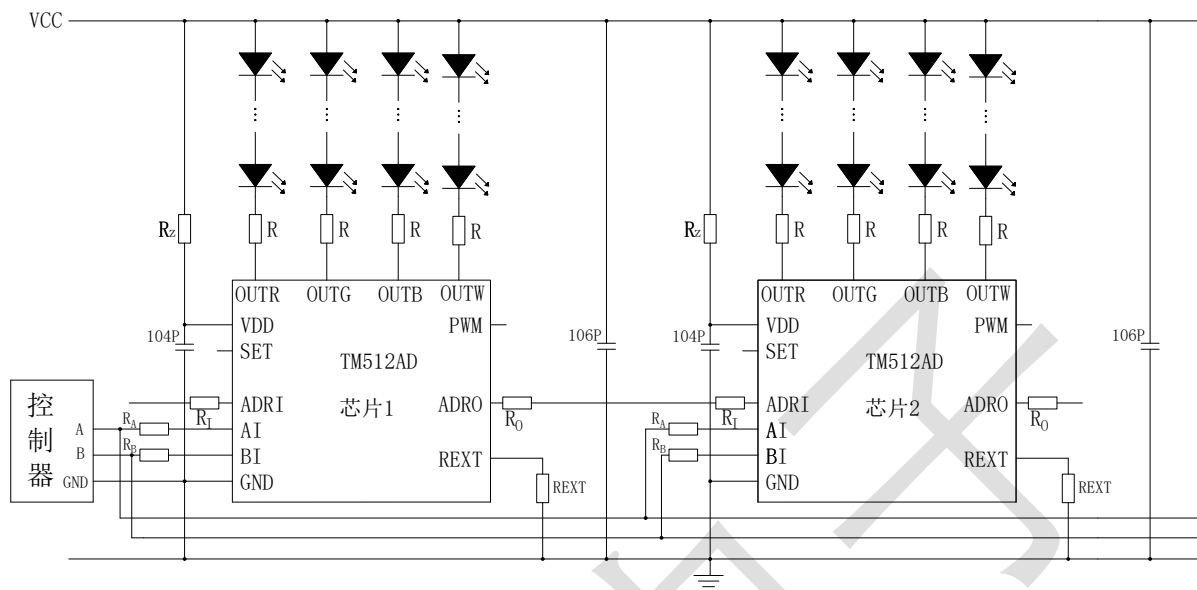 VCC
Rz R R R R Rz R R R R
OUTR OUTG OUTB OUTW OUTR OUTG OUTB OUTW
104P VDD PWM 106P 104P VDD PWM 106P
SET SET
TM512AD TM512AD
控制器 RI ADRI 芯片1 ADRO RO RI ADRI 芯片2 ADRO RO
A RA AI RA AI
B RB BI REXT RB BI REXT
GND GND REXT GND REXT